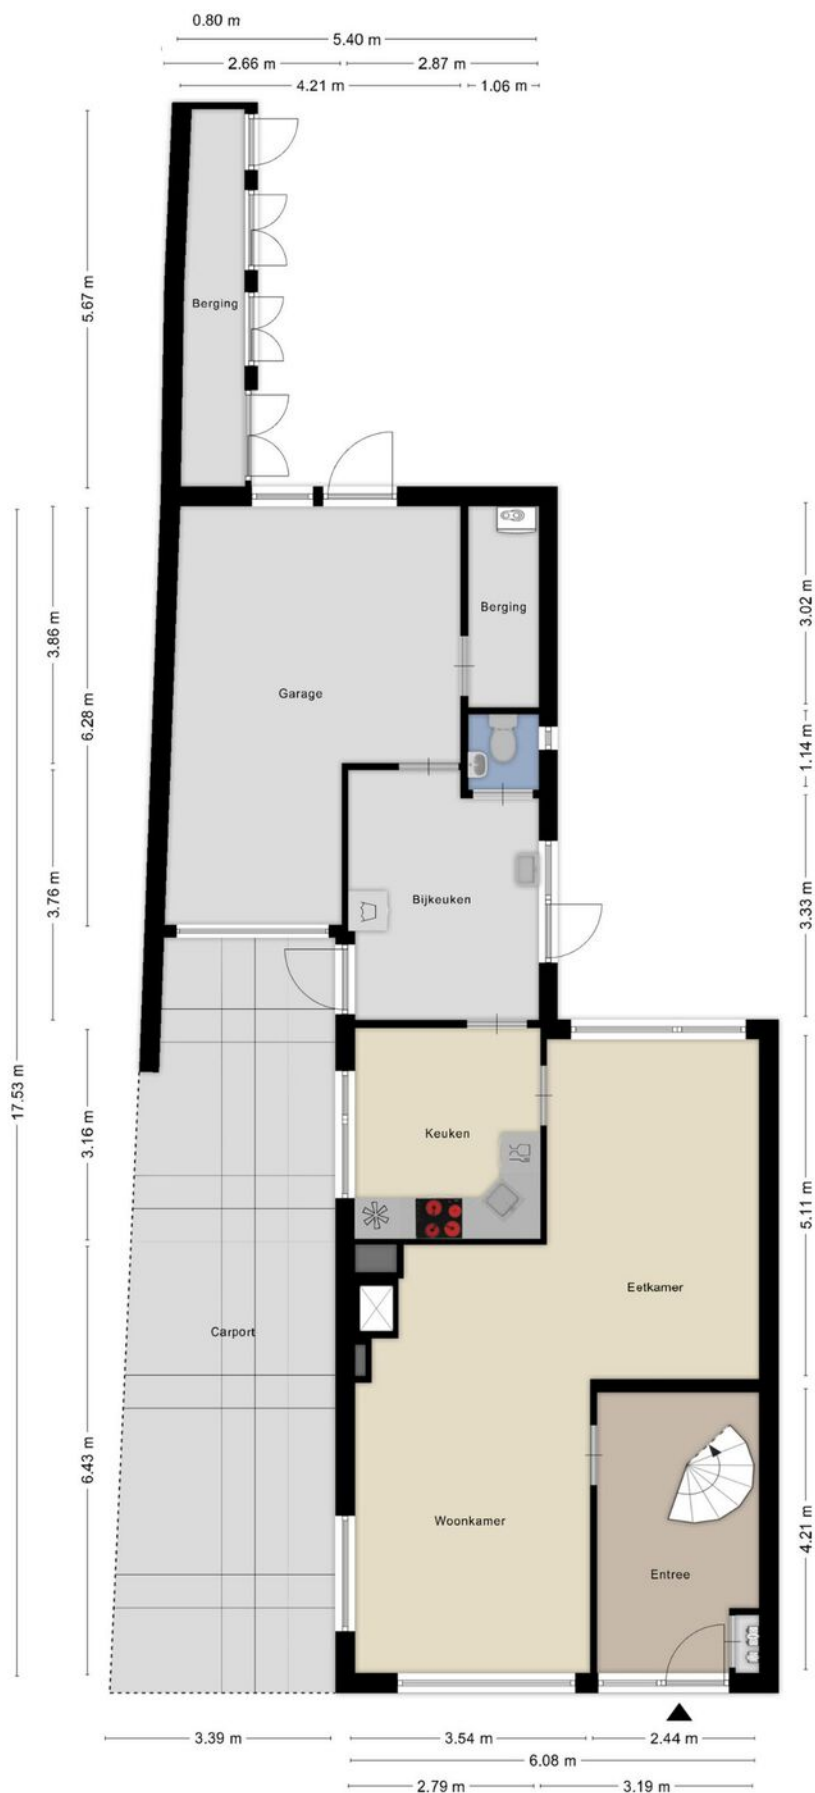 0.80 m
5.40 m
2.66 m
2.87 m
4.21 m
1.06 m
5.67 m
Berging
3.86 m
6.28 m
3.02 m
Berging
Garage
1.14 m
3.76 m
Bijkeuken
3.33 m
17.53 m
3.16 m
Keuken
5.11 m
Eetkamer
Carport
6.43 m
Woonkamer
4.21 m
Entree
3.39 m
3.54 m
2.44 m
6.08 m
2.79 m
3.19 m